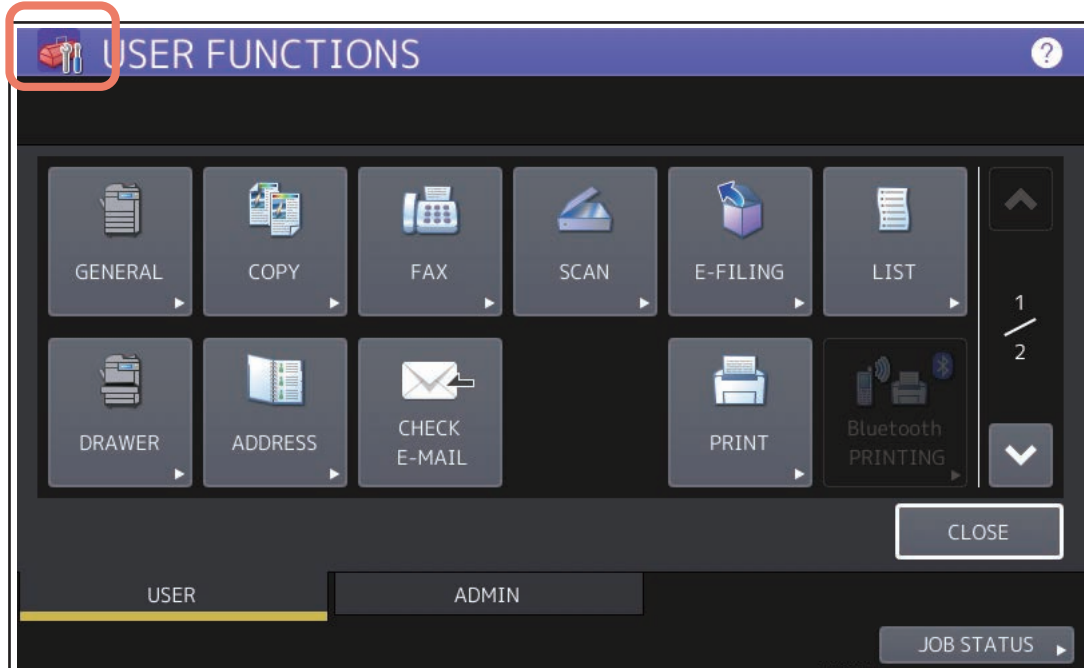 USER FUNCTIONS
?
GENERAL
COPY
FAX
SCAN
E-FILING
LIST
1
2
DRAWER
ADDRESS
CHECK
E-MAIL
PRINT
Bluetooth
PRINTING
CLOSE
USER
ADMIN
JOB STATUS